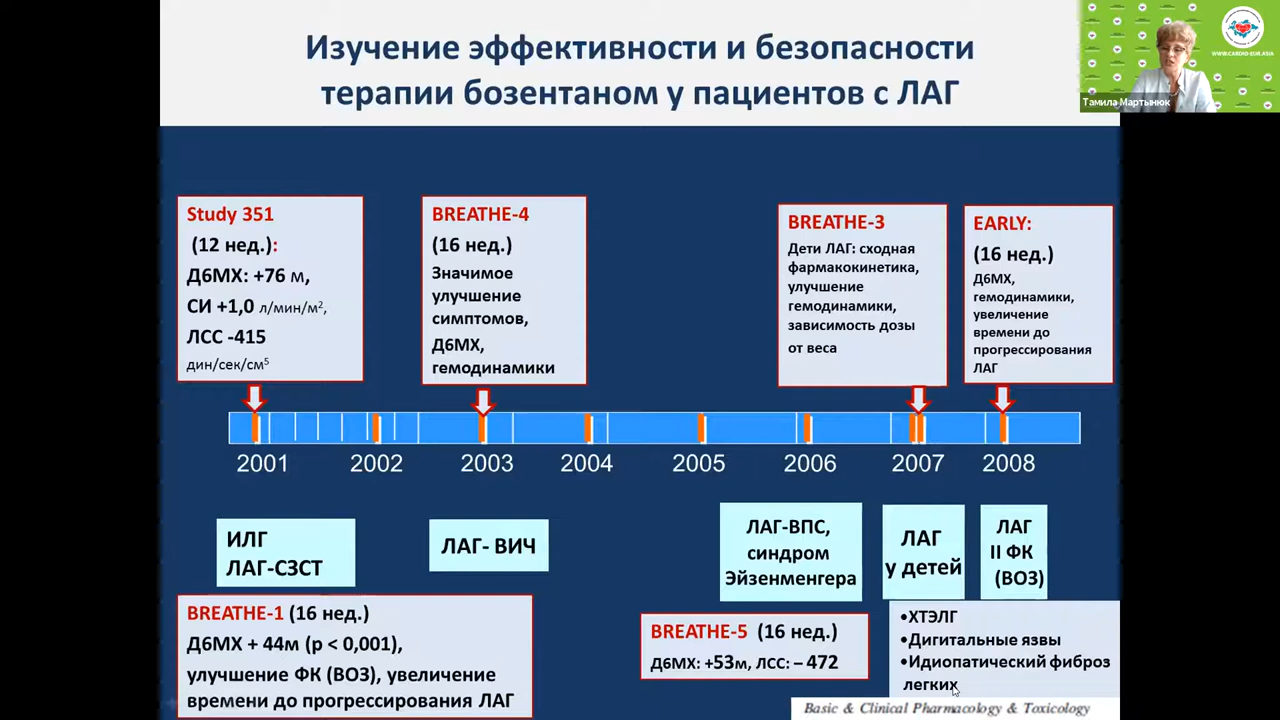 Изучение эффективности и безопасности
терапии бозентаном у пациентов с ЛАГ
WWW.CARDIO-EUR.ASIA
Тамила Мартынюк
Study 351
(12 нед.):
Д6МХ: +76 м,
СИ +1,0 л/мин/м²,
ЛСС -415
дин/сек/см⁵
BREATHE-4
(16 нед.)
Значимое
улучшение
симптомов,
Д6МХ,
гемодинамики
BREATHE-3
Дети ЛАГ: сходная
фармакокинетика,
улучшение
гемодинамики,
зависимость дозы
от веса
EARLY:
(16 нед.)
Д6МХ,
гемодинамики,
увеличение
времени до
прогрессирования
ЛАГ
2001 2002 2003 2004 2005 2006 2007 2008
ИЛГ
ЛАГ-СЗСТ
ЛАГ- ВИЧ
ЛАГ-ВПС,
синдром
Эйзенменгера
ЛАГ
у детей
ЛАГ
II ФК
(ВОЗ)
BREATHE-1 (16 нед.)
Д6МХ + 44м (p < 0,001),
улучшение ФК (ВОЗ), увеличение
времени до прогрессирования ЛАГ
BREATHE-5 (16 нед.)
Д6МХ: +53м, ЛСС: – 472
•ХТЭЛГ
•Дигитальные язвы
•Идиопатический фиброз
легких
Basic & Clinical Pharmacology & Toxicology